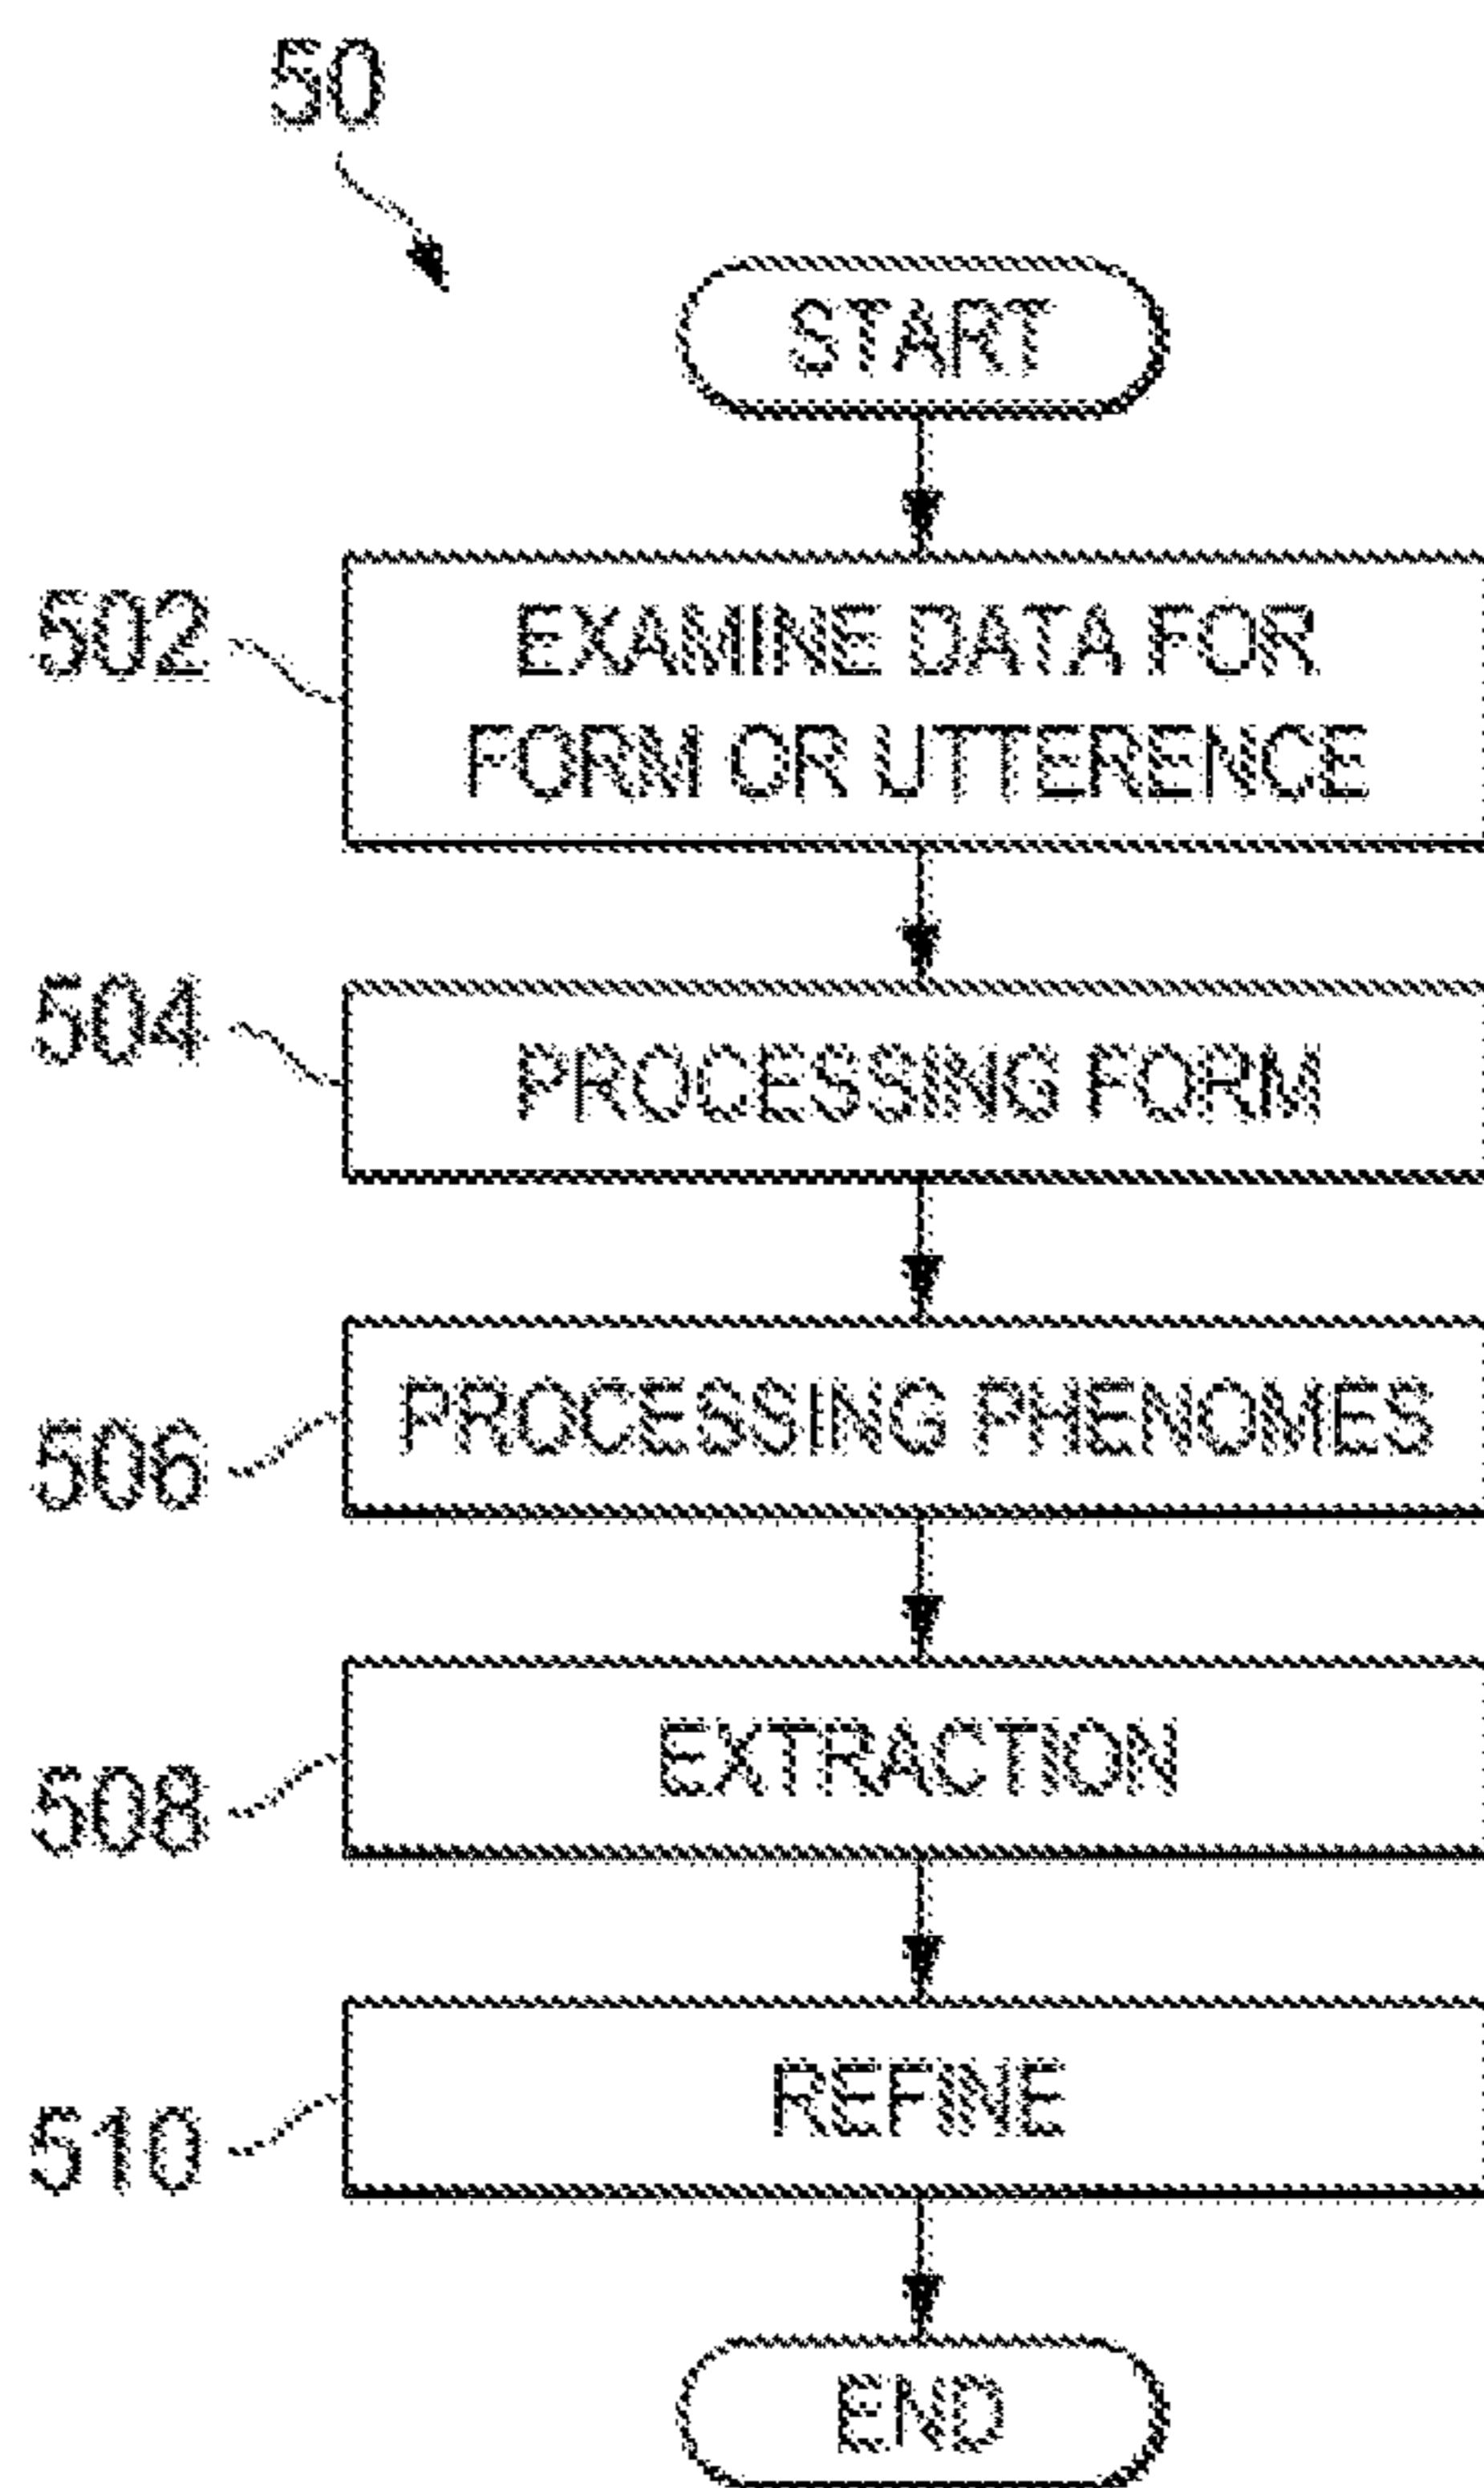 50
START
502
EXAMINE DATA FOR
FORM OR UTTERENCE
504
PROCESSING FORM
506
PROCESSING PHENOMES
508
EXTRACTION
510
REFINE
END